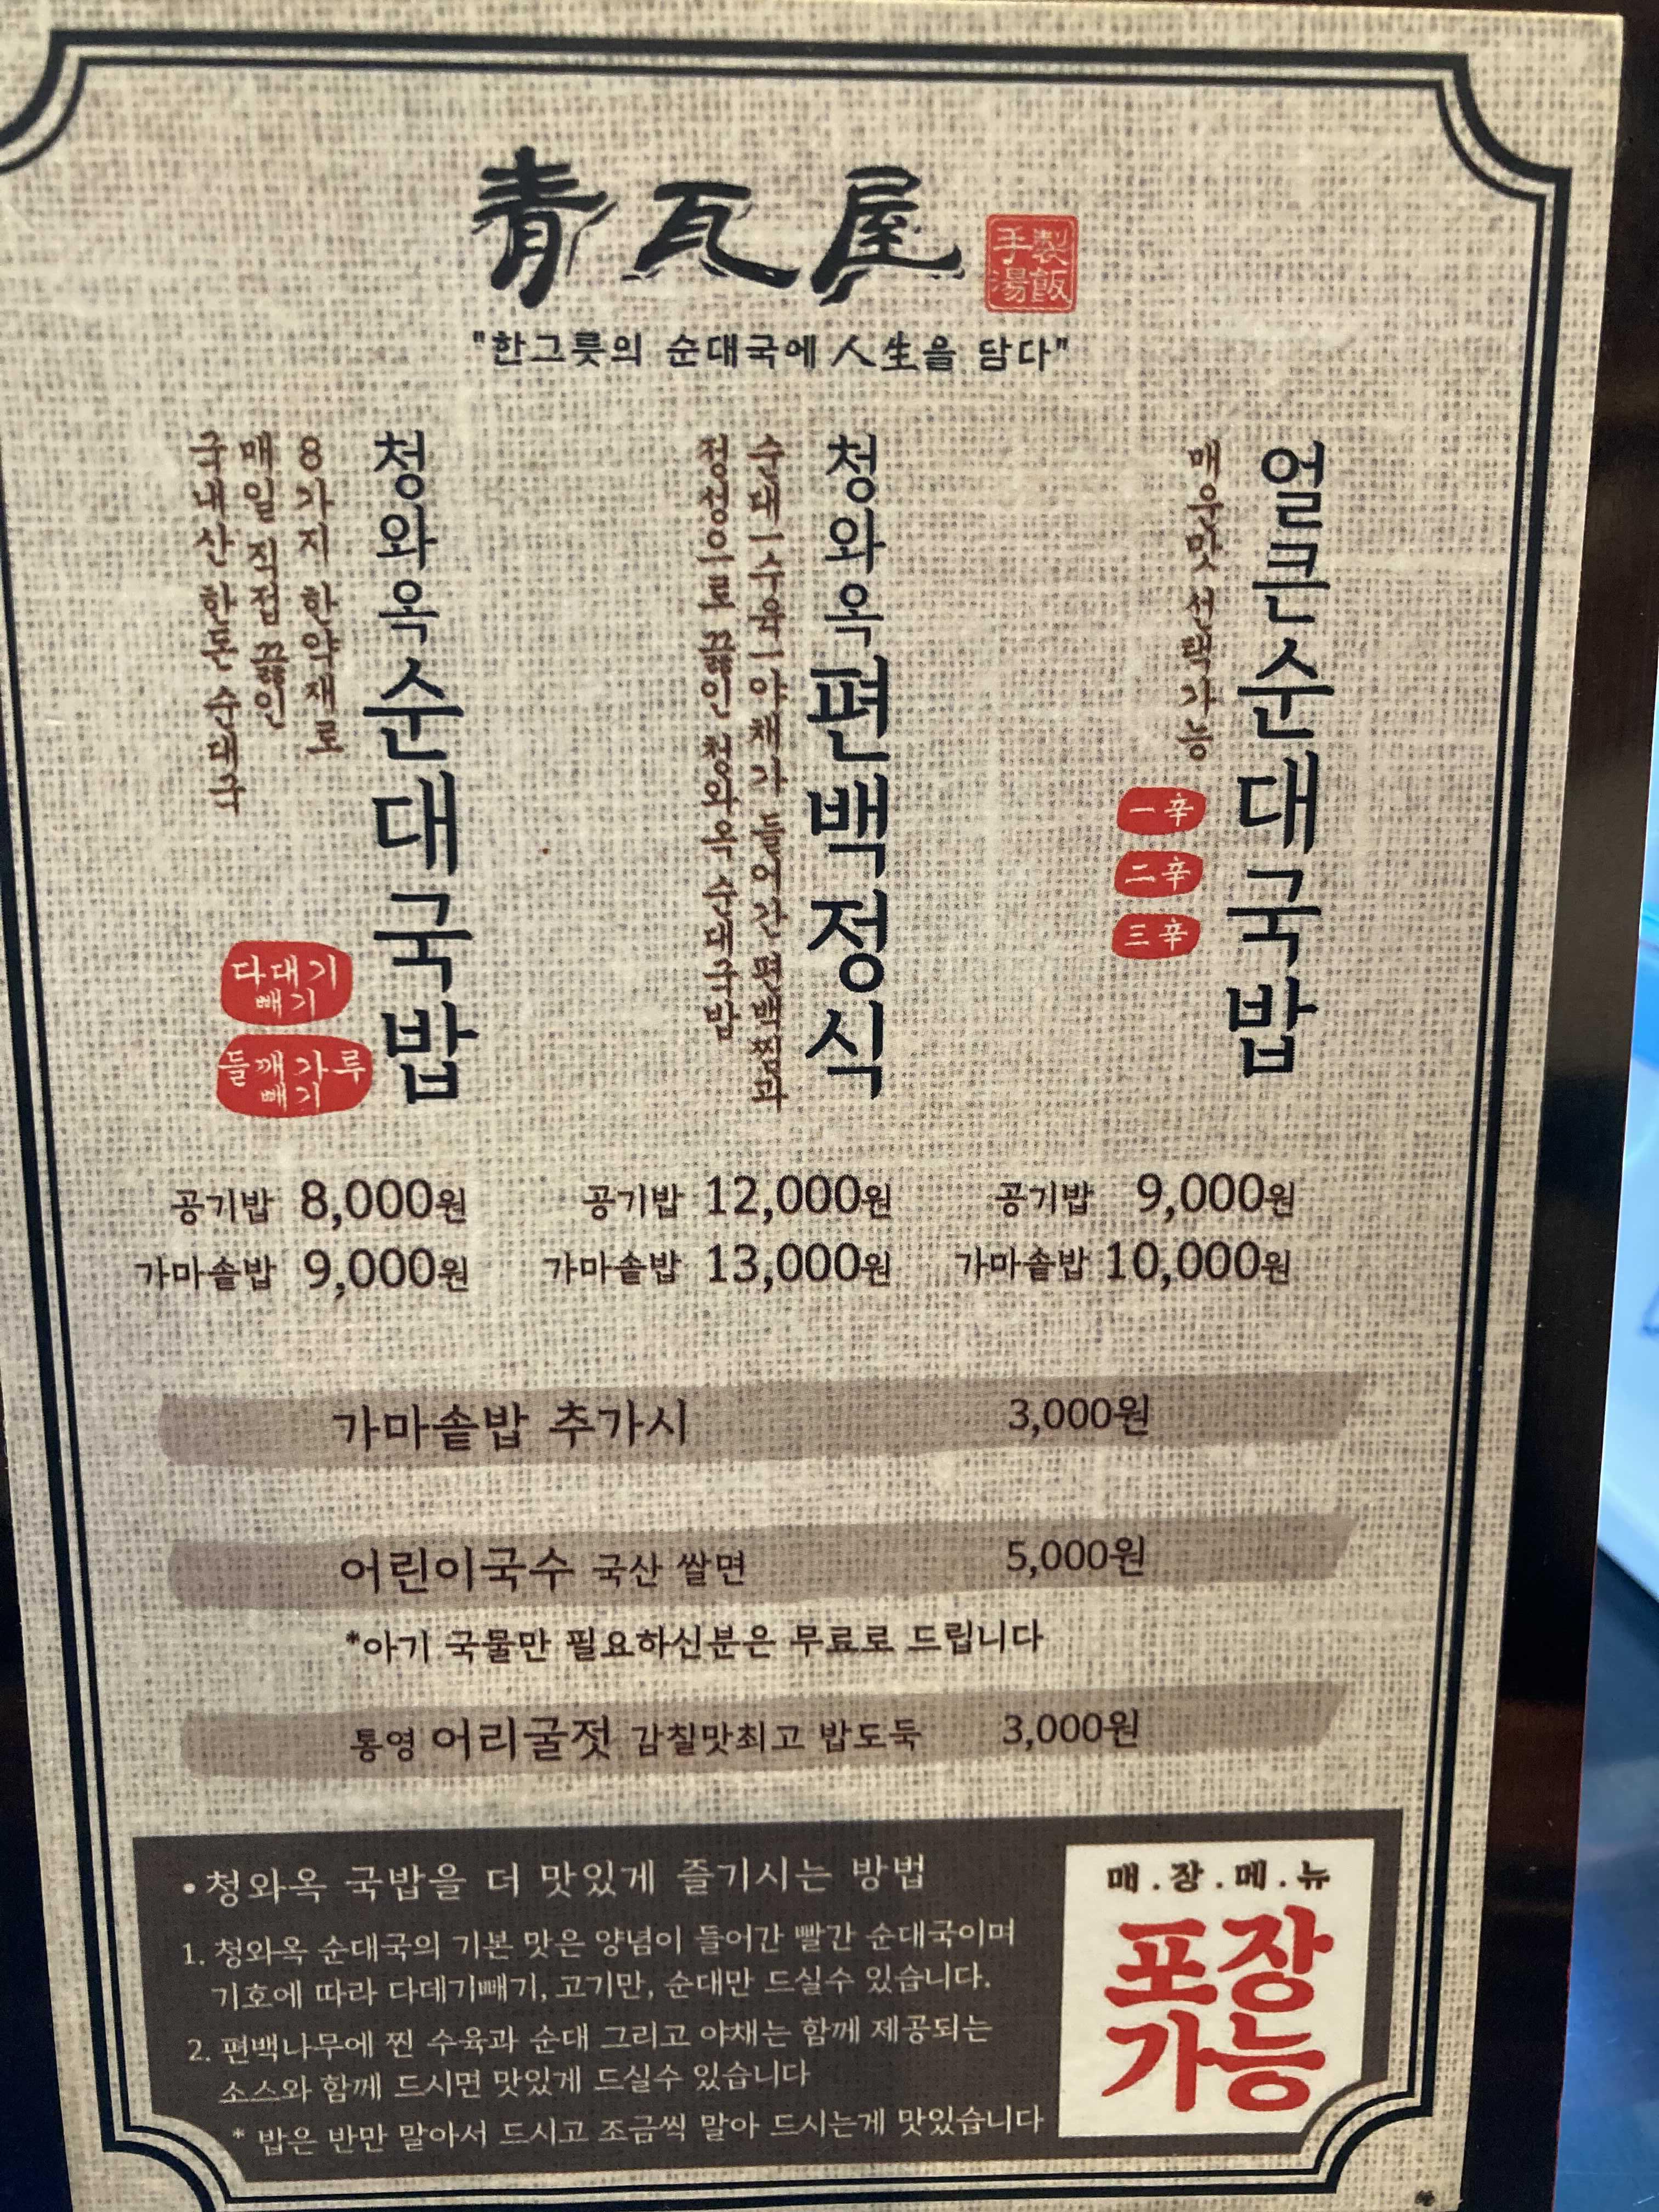 青瓦屋
手製
湯飯
"한그릇의 순대국에 人生을 담다"
청와옥 순대국밥
8가지 한약재로
매일 직접 끓인
국내산 한돈 순대국
다대기
빼기
들깨가루
빼기
청와옥 편백정식
순대|수육|야채가 들어간 편백찜과
정성으로 끓인 청와옥 순대국밥
얼큰순대국밥
매운맛 선택 가능
一辛
二辛
三辛
공기밥 8,000원
가마솥밥 9,000원
공기밥 12,000원
가마솥밥 13,000원
공기밥 9,000원
가마솥밥 10,000원
가마솥밥 추가시 3,000원
어린이국수 국산 쌀면 5,000원
*아기 국물만 필요하신분은 무료로 드립니다
통영 어리굴젓 감칠맛최고 밥도둑 3,000원
•청와옥 국밥을 더 맛있게 즐기시는 방법
1. 청와옥 순대국의 기본 맛은 양념이 들어간 빨간 순대국이며
기호에 따라 다데기빼기, 고기만, 순대만 드실수 있습니다.
2. 편백나무에 찐 수육과 순대 그리고 야채는 함께 제공되는
소스와 함께 드시면 맛있게 드실수 있습니다
* 밥은 반만 말아서 드시고 조금씩 말아 드시는게 맛있습니다
매.장.메.뉴
포장
가능